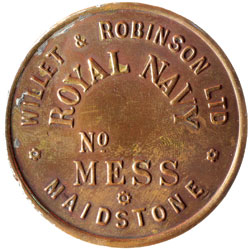 WILLET & ROBINSON LTD
ROYAL NAVY
No
MESS
MAIDSTONE